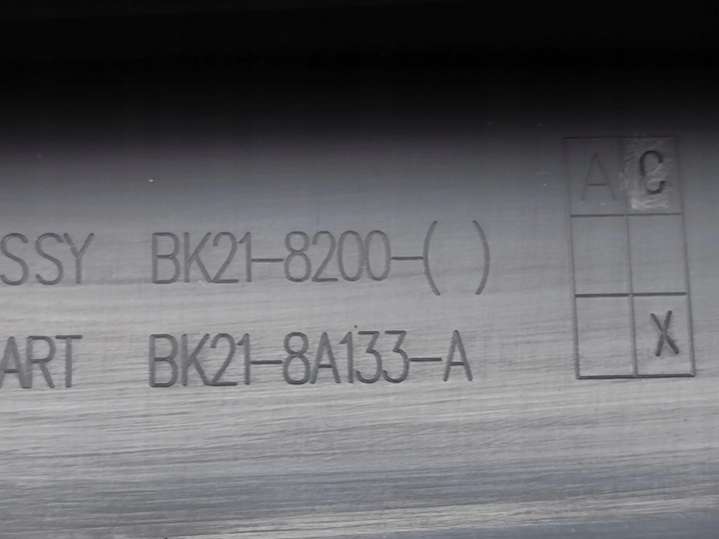 SSY BK21-8200-( )
ART BK21-8A133-A
A C
X